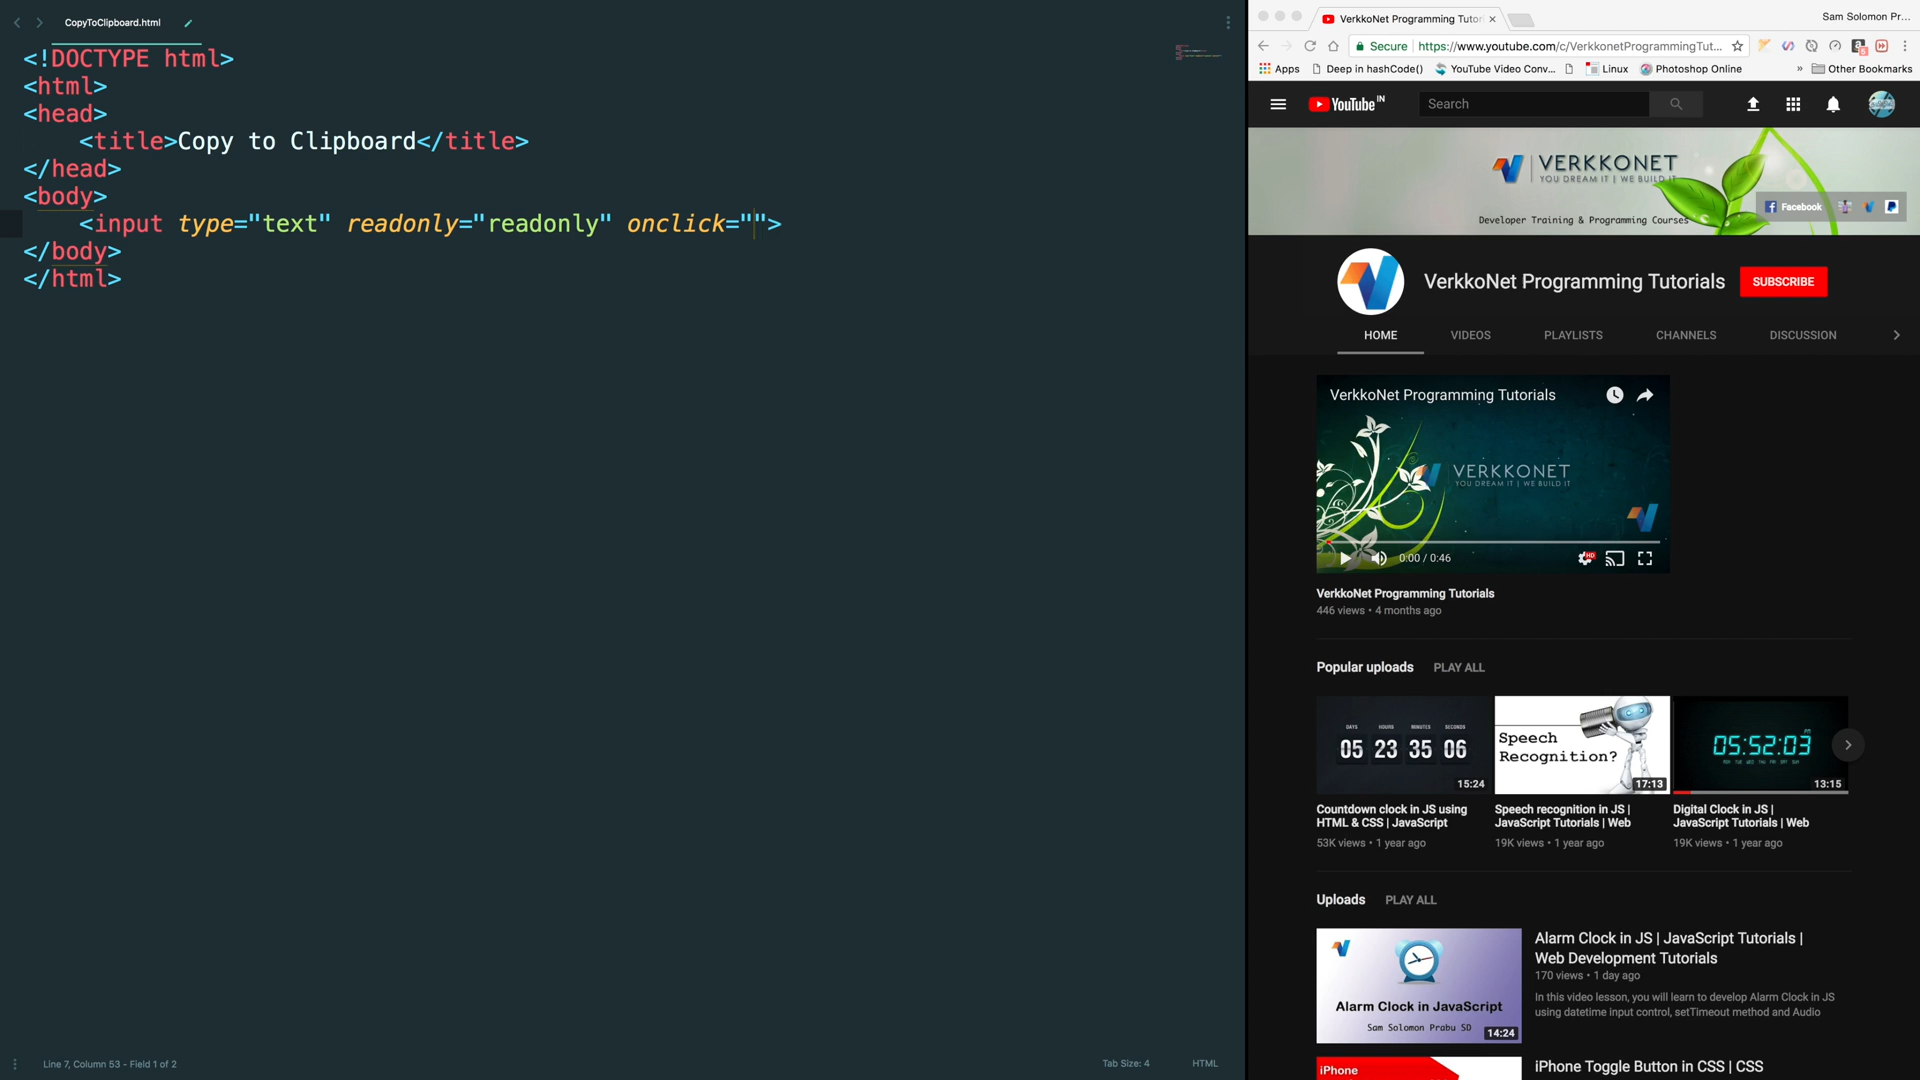 CopyToClipboard.html
<!DOCTYPE html>
<html>
<head>
<title>Copy to Clipboard</title>
</head>
<body>
<input type="text" readonly="readonly" onclick="">
</body>
</html>
Line 7, Column 53 - Field 1 of 2
Tab Size: 4
HTML
VerkkoNet Programming Tutor
Sam Solomon Pr...
Secure
https://www.youtube.com/c/VerkkonetProgrammingTut...
Apps
Deep in hashCode()
YouTube Video Conv...
Linux
Photoshop Online
»
Other Bookmarks
YouTube IN
Search
VERKKONET
YOU DREAM IT | WE BUILD IT
Facebook
Developer Training & Programming Courses
VerkkoNet Programming Tutorials
SUBSCRIBE
HOME
VIDEOS
PLAYLISTS
CHANNELS
DISCUSSION
VerkkoNet Programming Tutorials
VERKKONET
YOU DREAM IT | WE BUILD IT
0:00 / 0:46
HD
VerkkoNet Programming Tutorials
446 views • 4 months ago
Popular uploads
PLAY ALL
DAYS HOURS MINUTES SECONDS
05 23 35 06
15:24
Speech
Recognition?
17:13
05:52:03
13:15
Countdown clock in JS using
HTML & CSS | JavaScript
53K views • 1 year ago
Speech recognition in JS |
JavaScript Tutorials | Web
19K views • 1 year ago
Digital Clock in JS |
JavaScript Tutorials | Web
19K views • 1 year ago
Uploads
PLAY ALL
Alarm Clock in JavaScript
Sam Solomon Prabu SD
14:24
Alarm Clock in JS | JavaScript Tutorials |
Web Development Tutorials
170 views • 1 day ago
In this video lesson, you will learn to develop Alarm Clock in JS
using datetime input control, setTimeout method and Audio
iPhone
iPhone Toggle Button in CSS | CSS